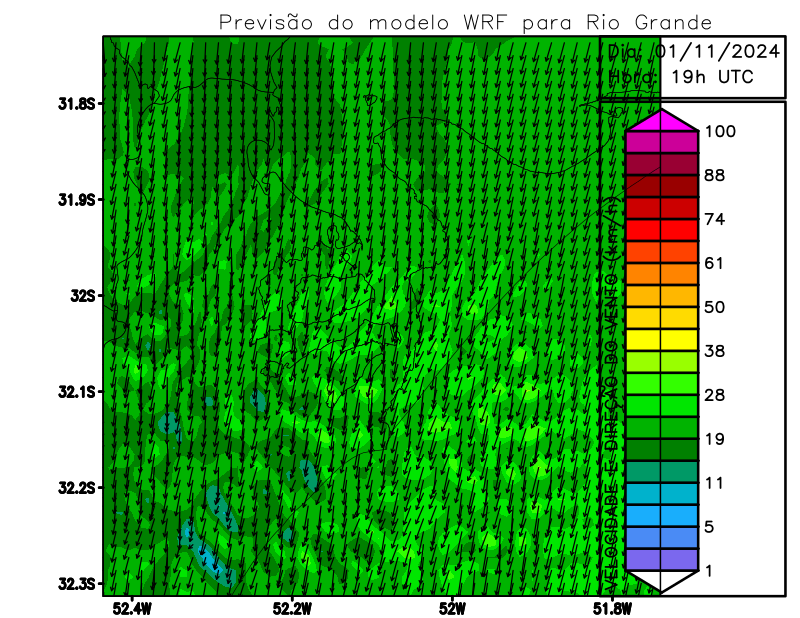 Previsão do modelo WRF para Rio Grande
Dia: 01/11/2024
Hora: 19h UTC
31.8S
31.9S
32S
32.1S
32.2S
32.3S
52.4W
52.2W
52W
51.8W
VELOCIDADE E DIREÇÃO DO VENTO (km/h)
100
88
74
61
50
38
28
19
11
5
1